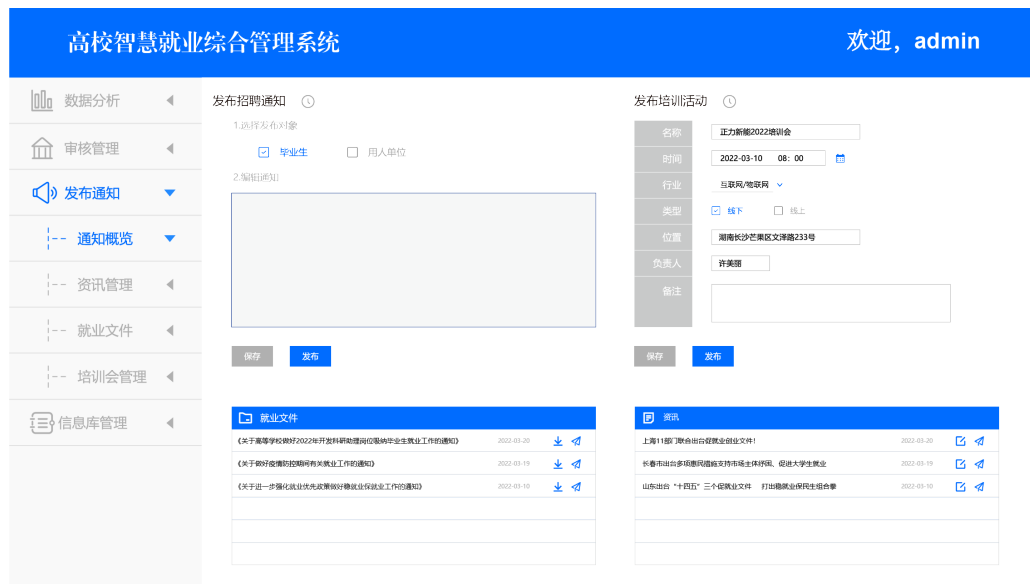 高校智慧就业综合管理系统
欢迎，admin
数据分析
审核管理
发布通知
通知概览
资讯管理
就业文件
培训会管理
信息库管理
发布招聘通知
1.选择发布对象
毕业生
用人单位
2.编辑通知
保存
发布
发布培训活动
名称
正力新能2022培训会
时间
2022-03-10 08：00
行业
互联网/物联网
类型
线下
线上
位置
湖南长沙芒果区文泽路233号
负责人
许美丽
备注
保存
发布
就业文件
《关于高等学校做好2022年开发科研助理岗位吸纳毕业生就业工作的通知》 2022-03-20
《关于做好疫情防控期间有关就业工作的通知》 2022-03-19
《关于进一步强化就业优先政策做好稳就业保就业工作的通知》 2022-03-10
资讯
上海11部门联合出台促就业创业文件！ 2022-03-20
长春市出台多项惠民措施支持市场主体纾困、促进大学生就业 2022-03-19
山东出台“十四五”三个促就业文件 打出稳就业保民生组合拳 2022-03-10